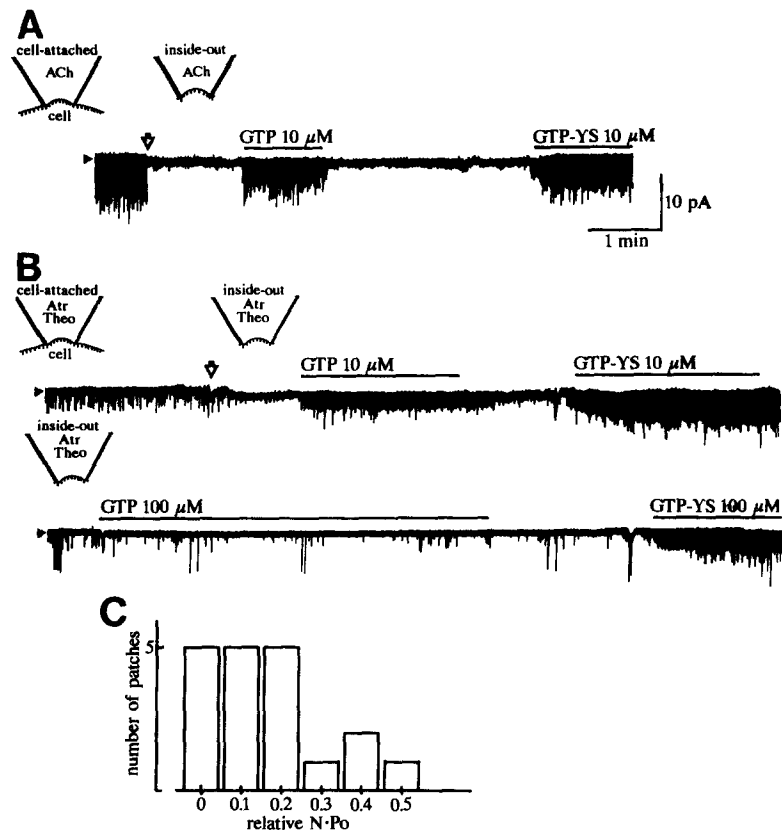 A
cell-attached
ACh
cell
inside-out
ACh
GTP 10 μM
GTP-YS 10 μM
10 pA
1 min
B
cell-attached
Atr
Theo
cell
inside-out
Atr
Theo
GTP 10 μM
GTP-YS 10 μM
inside-out
Atr
Theo
GTP 100 μM
GTP-YS 100 μM
C
number of patches
5
0 0.1 0.2 0.3 0.4 0.5
relative N·Po